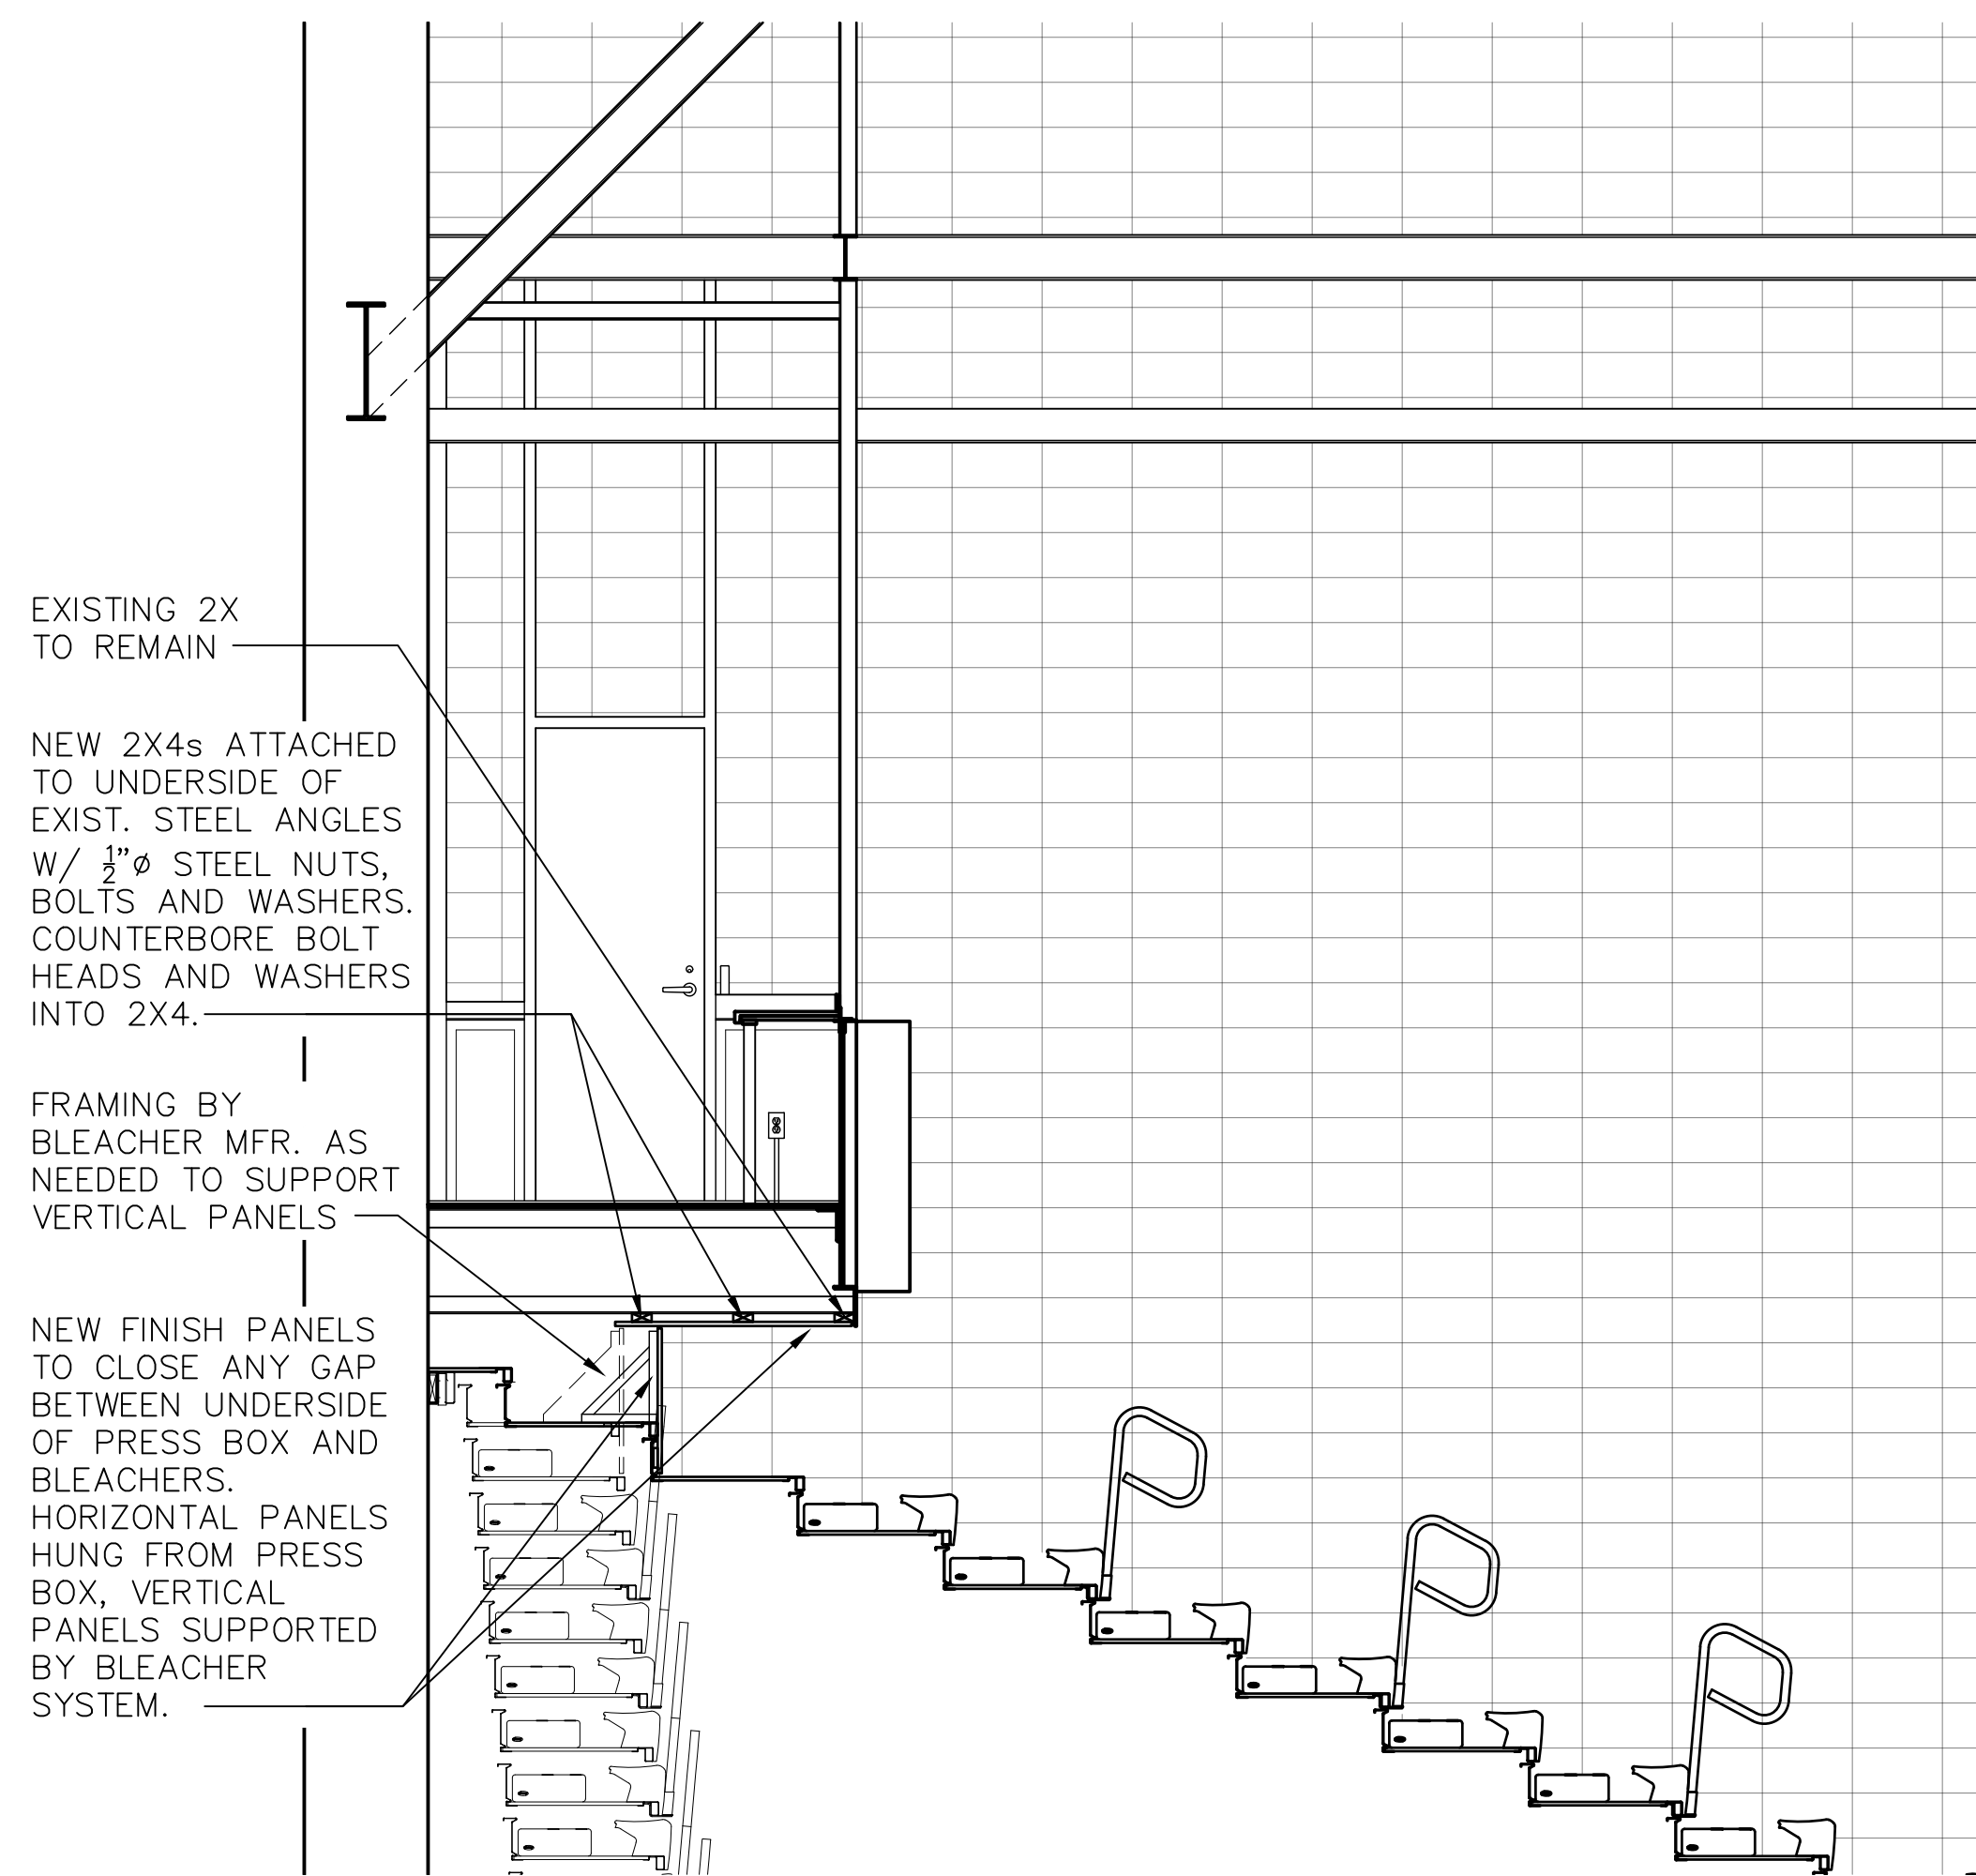 EXISTING 2X
TO REMAIN
NEW 2X4s ATTACHED
TO UNDERSIDE OF
EXIST. STEEL ANGLES
W/ ½"ø STEEL NUTS,
BOLTS AND WASHERS.
COUNTERBORE BOLT
HEADS AND WASHERS
INTO 2X4.
FRAMING BY
BLEACHER MFR. AS
NEEDED TO SUPPORT
VERTICAL PANELS
NEW FINISH PANELS
TO CLOSE ANY GAP
BETWEEN UNDERSIDE
OF PRESS BOX AND
BLEACHERS.
HORIZONTAL PANELS
HUNG FROM PRESS
BOX, VERTICAL
PANELS SUPPORTED
BY BLEACHER
SYSTEM.